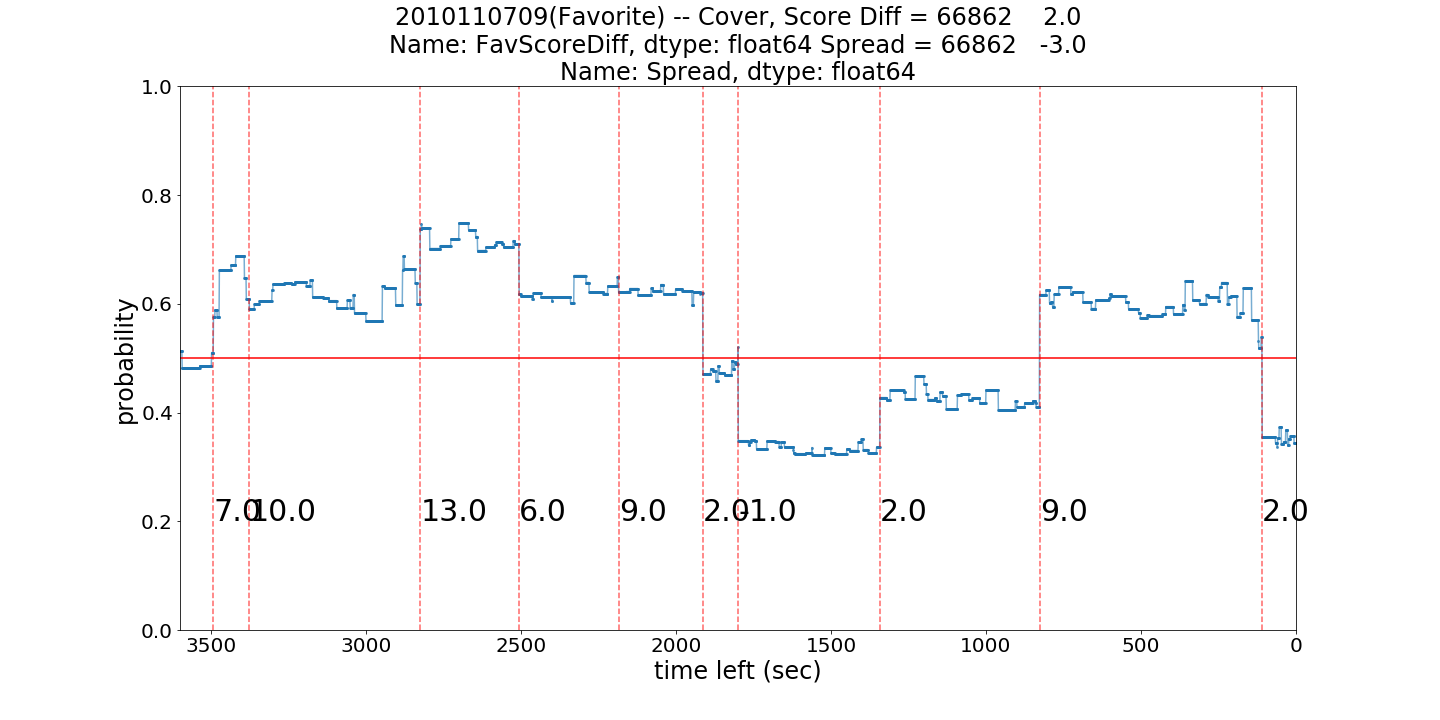 2010110709(Favorite) -- Cover, Score Diff = 66862    2.0
Name: FavScoreDiff, dtype: float64 Spread = 66862   -3.0
Name: Spread, dtype: float64
1.0
0.8
0.6
0.4
0.2
0.0
probability
7.0 10.0 13.0 6.0 9.0 2.0 -1.0 2.0 9.0 2.0
3500 3000 2500 2000 1500 1000 500 0
time left (sec)